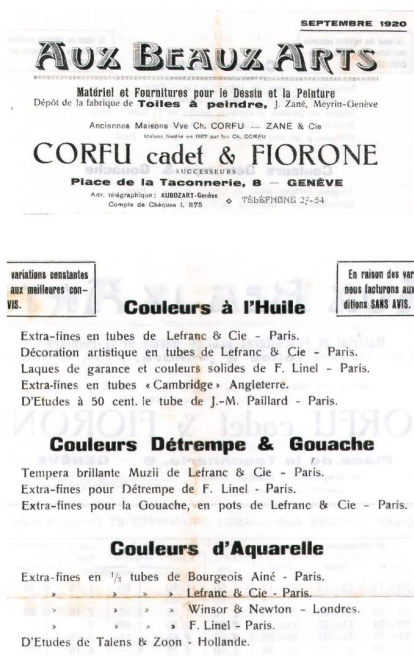 SEPTEMBRE 1920
AUX BEAUX ARTS
Matériel et Fournitures pour le Dessin et la Peinture
Dépôt de la fabrique de Toiles à peindre, J. Zané, Meyrin-Genève
Anciennes Maisons Vve Ch. CORFU — ZANÉ & Cie
Maison fondée en 1807 par feu Ch. CORFU
CORFU cadet & FIORONE
SUCCESSEURS
Place de la Taconnerie, 8 — GENÈVE
Adr. télégraphique: AUBOZART-Genève
Compte de Chèques I. 875
TÉLÉPHONE 27-54
variations constantes
aux meilleures con-
VIS.
En raison des var
nous facturons aux
ditions SANS AVIS.
Couleurs à l'Huile
Extra-fines en tubes de Lefranc & Cie - Paris.
Décoration artistique en tubes de Lefranc & Cie - Paris.
Laques de garance et couleurs solides de F. Linel - Paris.
Extra-fines en tubes « Cambridge » Angleterre.
D'Etudes à 50 cent. le tube de J.-M. Paillard - Paris.
Couleurs Détrempe & Gouache
Tempera brillante Muzii de Lefranc & Cie - Paris.
Extra-fines pour Détrempe de F. Linel - Paris.
Extra-fines pour la Gouache, en pots de Lefranc & Cie - Paris.
Couleurs d'Aquarelle
Extra-fines en ½ tubes de Bourgeois Ainé - Paris.
» » » » Lefranc & Cie - Paris.
» » » » Winsor & Newton - Londres.
» » » » F. Linel - Paris.
D'Etudes de Talens & Zoon - Hollande.